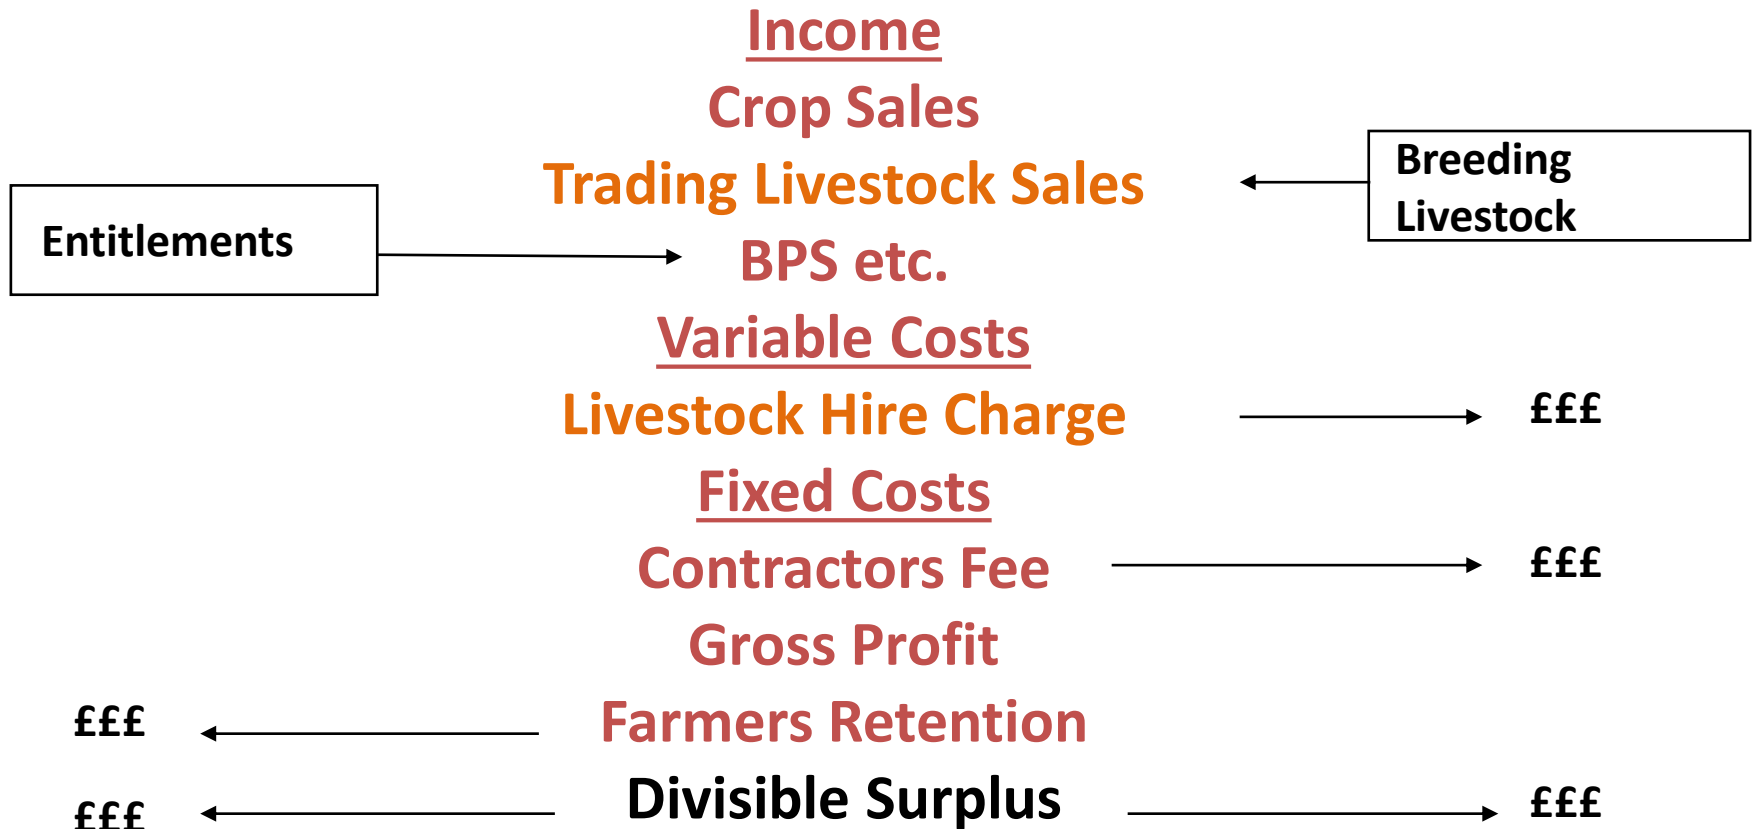 Income
Crop Sales
Trading Livestock Sales
Breeding
Livestock
Entitlements
BPS etc.
Variable Costs
Livestock Hire Charge
£££
Fixed Costs
Contractors Fee
£££
Gross Profit
£££
Farmers Retention
£££
Divisible Surplus
£££